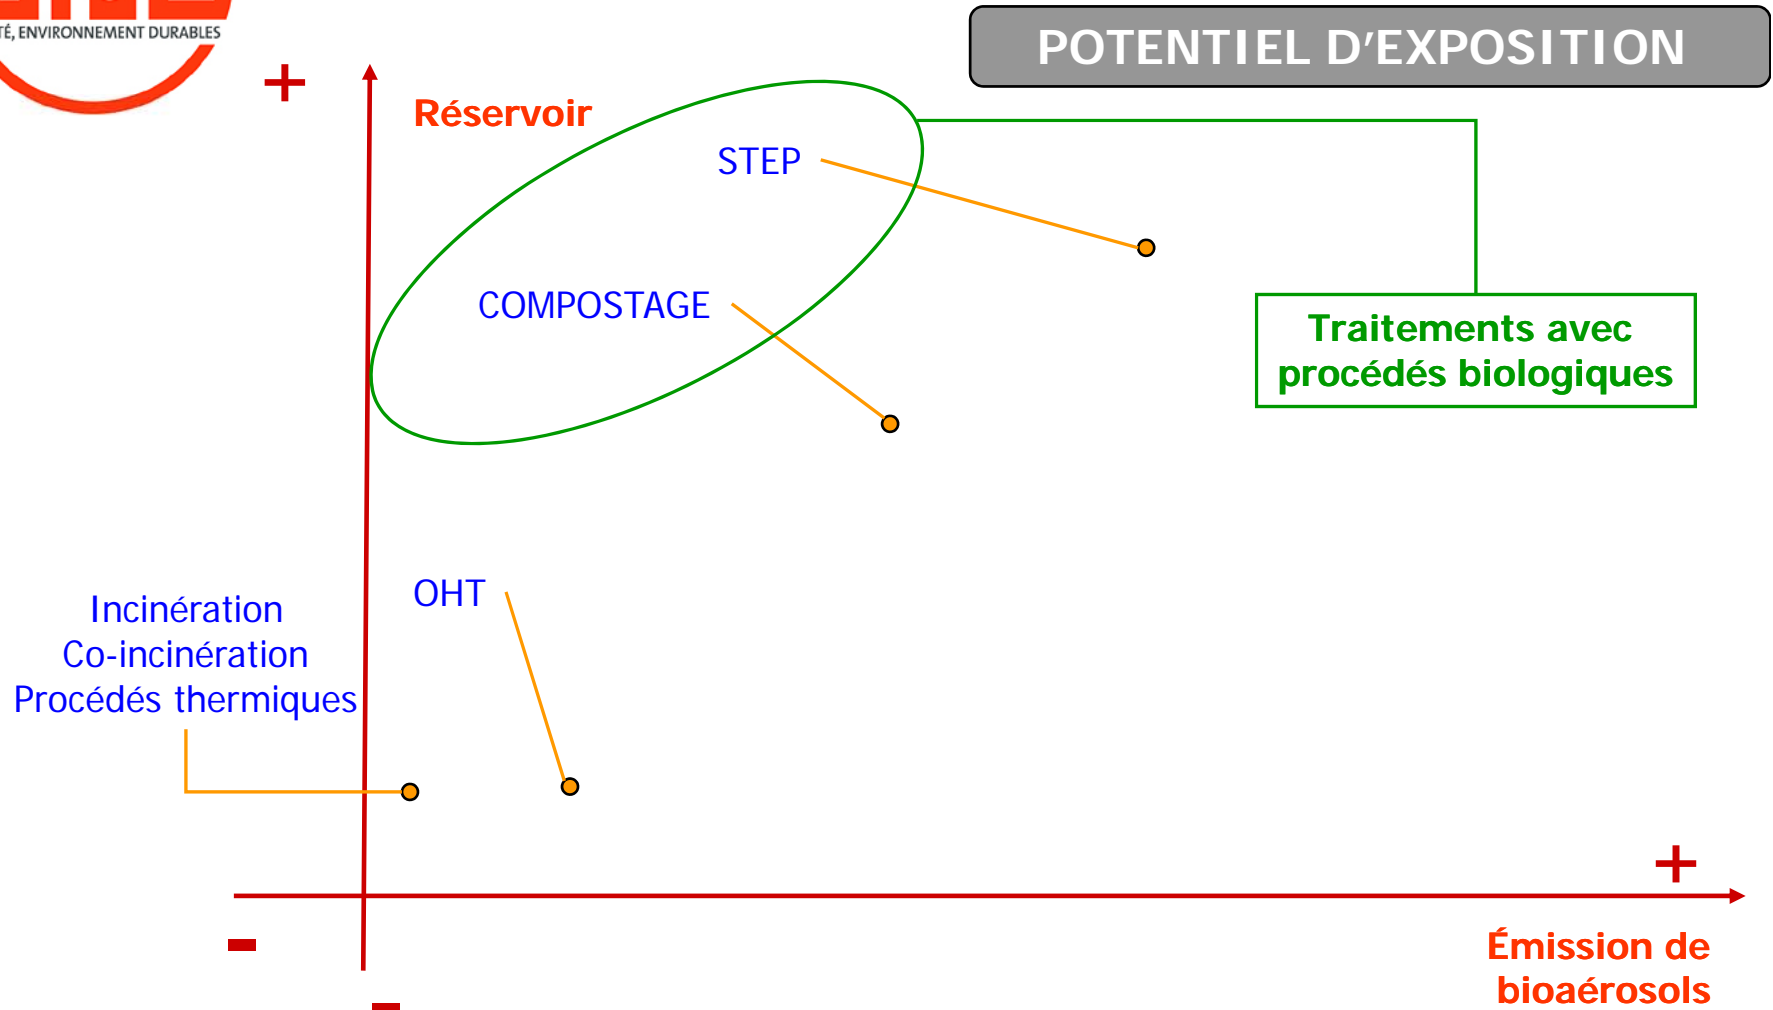 ENVIRONNEMENT DURABLES
POTENTIEL D'EXPOSITION
+
Réservoir
STEP
COMPOSTAGE
Traitements avec
procédés biologiques
OHT
Incinération
Co-incinération
Procédés thermiques
+
-
Émission de
bioaérosols
-